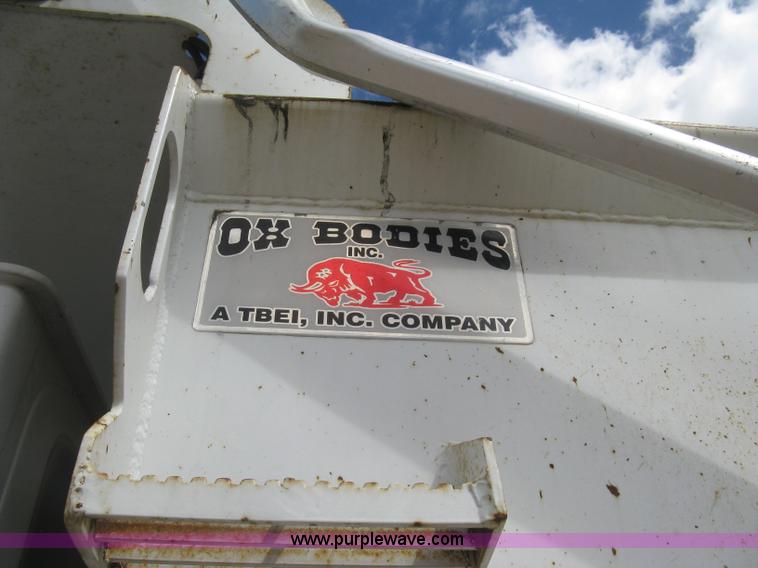 OX BODIES
INC.
A TBEI, INC. COMPANY
www.purplewave.com